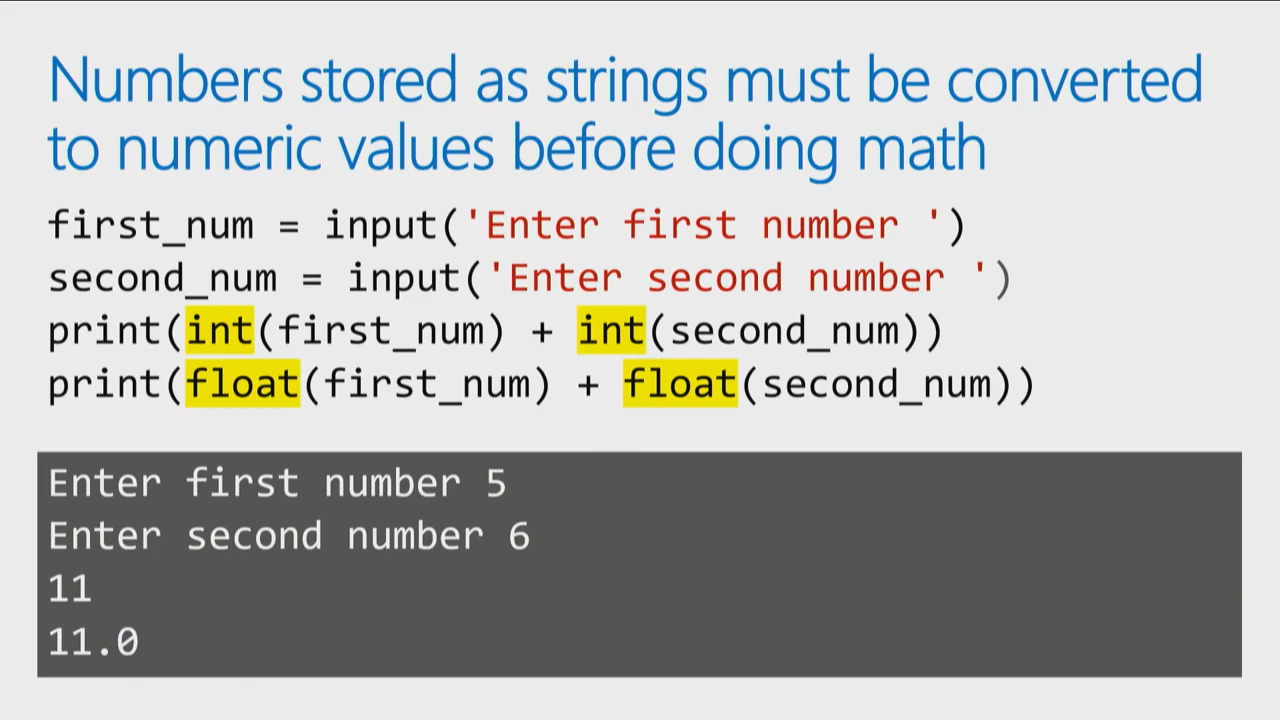 Numbers stored as strings must be converted
to numeric values before doing math
first_num = input('Enter first number ')
second_num = input('Enter second number ')
print(int(first_num) + int(second_num))
print(float(first_num) + float(second_num))
Enter first number 5
Enter second number 6
11
11.0